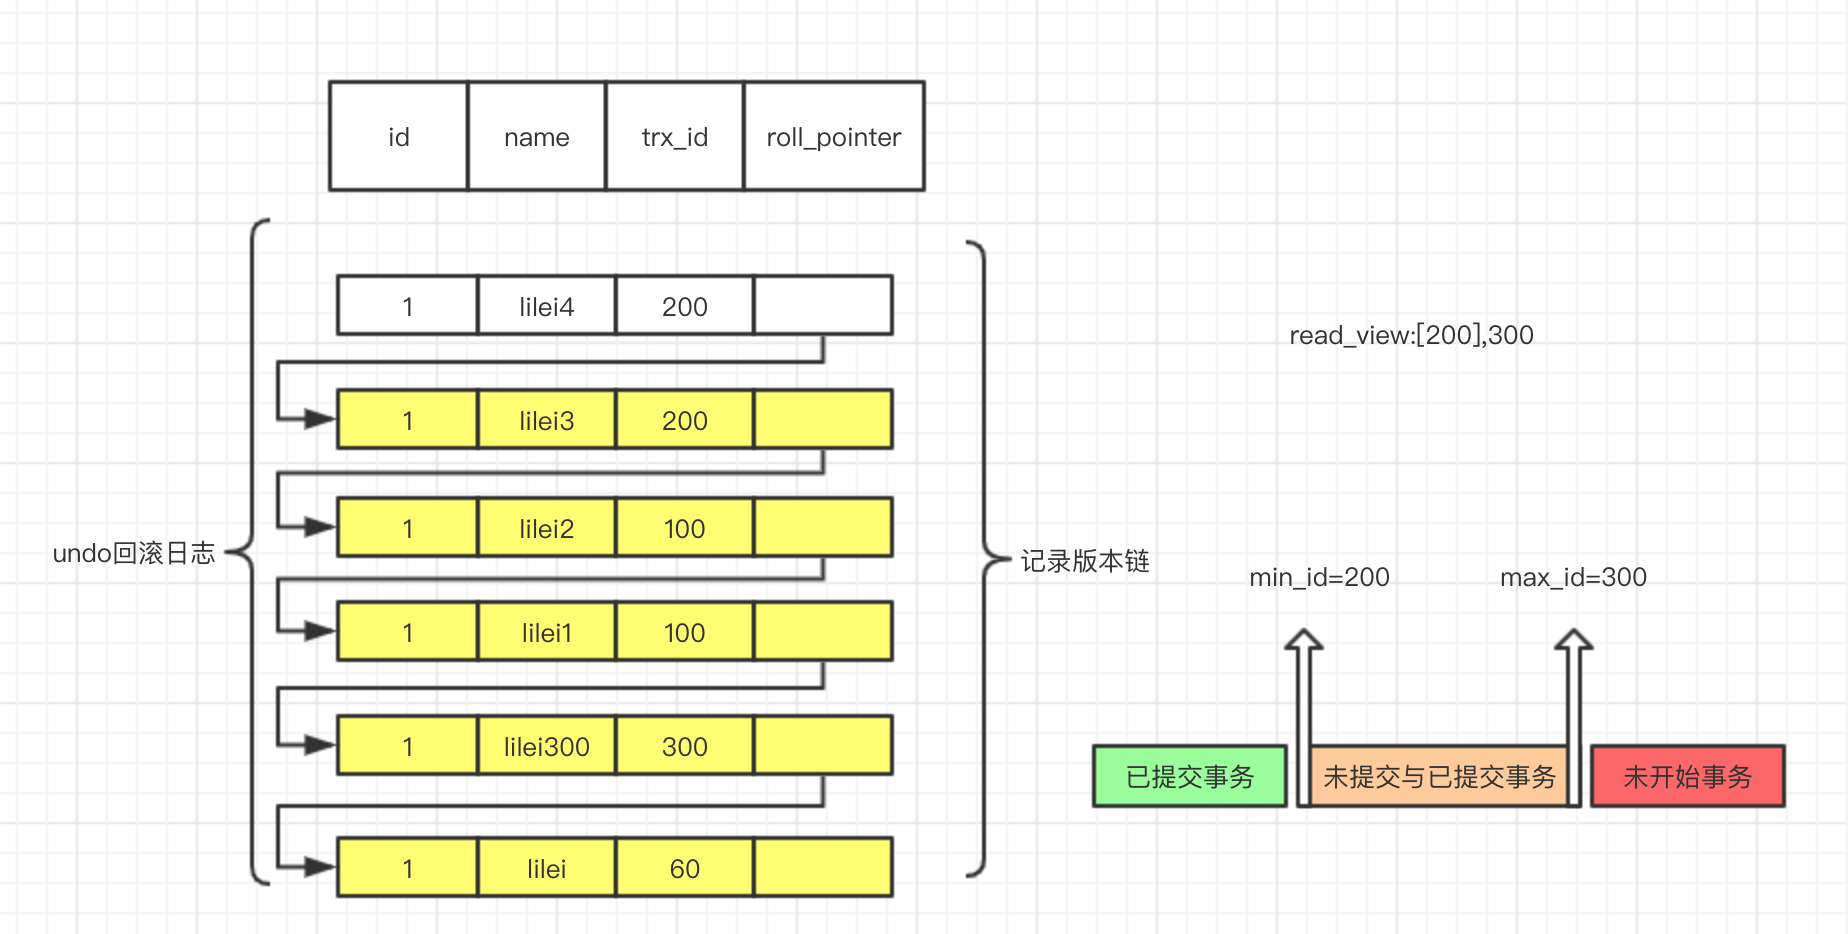 id name trx_id roll_pointer
1 lilei4 200
read_view:[200],300
1 lilei3 200
1 lilei2 100
undo回滚日志
记录版本链
min_id=200 max_id=300
1 lilei1 100
1 lilei300 300
已提交事务 未提交与已提交事务 未开始事务
1 lilei 60